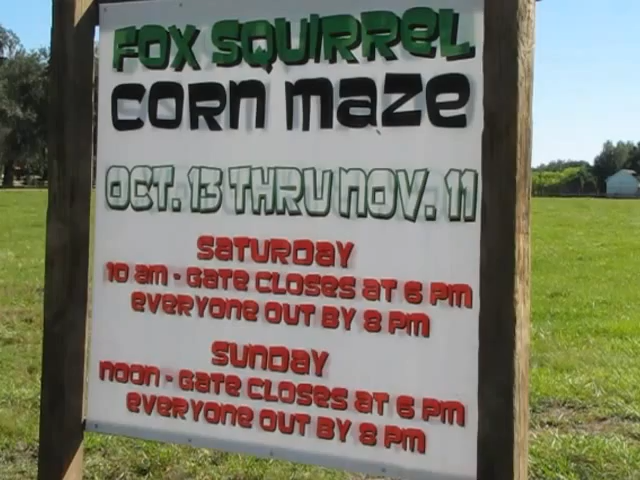 FOX SQUIRREL
CORN MAZE
OCT. 13 THRU NOV. 11
SATURDAY
10 AM - GATE CLOSES AT 6 PM
EVERYONE OUT BY 8 PM
SUNDAY
NOON - GATE CLOSES AT 6 PM
EVERYONE OUT BY 8 PM